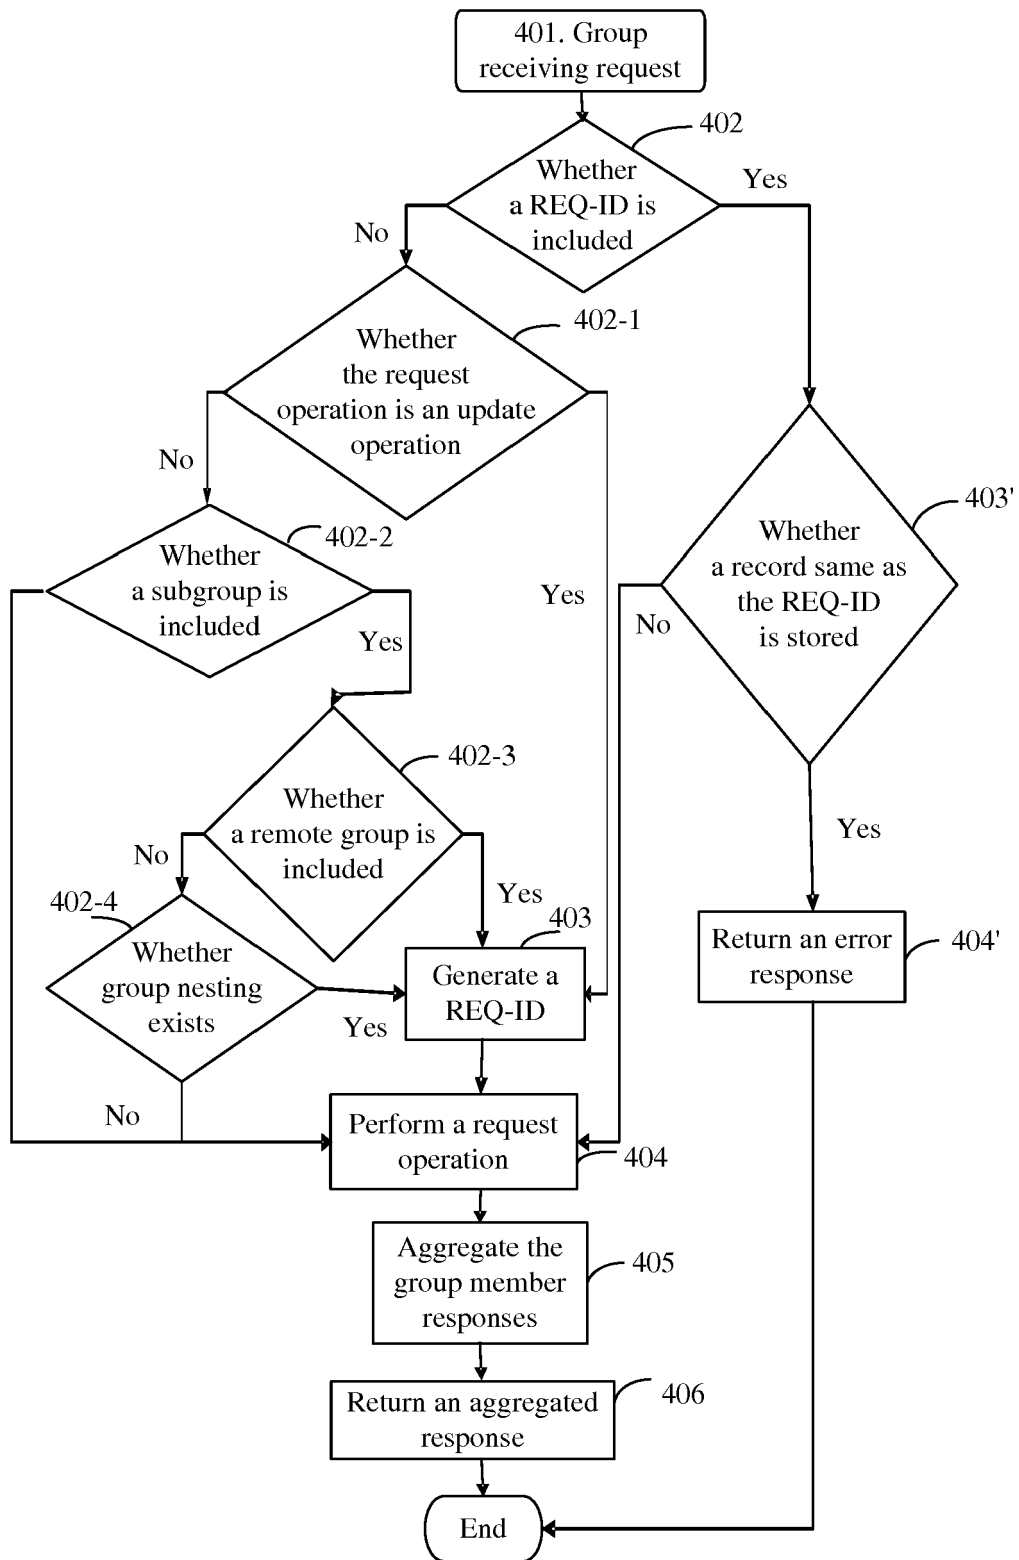 401. Group
receiving request
402
Whether
a REQ-ID is
included
Yes
No
402-1
Whether
the request
operation is an update
operation
No
Yes
403'
Whether
a record same as
the REQ-ID
is stored
No
Yes
402-2
Whether
a subgroup is
included
Yes
402-3
Whether
a remote group is
included
No
Yes
402-4
Whether
group nesting
exists
Yes
No
403
Generate a
REQ-ID
Return an error
response
404'
Perform a request
operation
404
Aggregate the
group member
responses
405
Return an aggregated
response
406
End